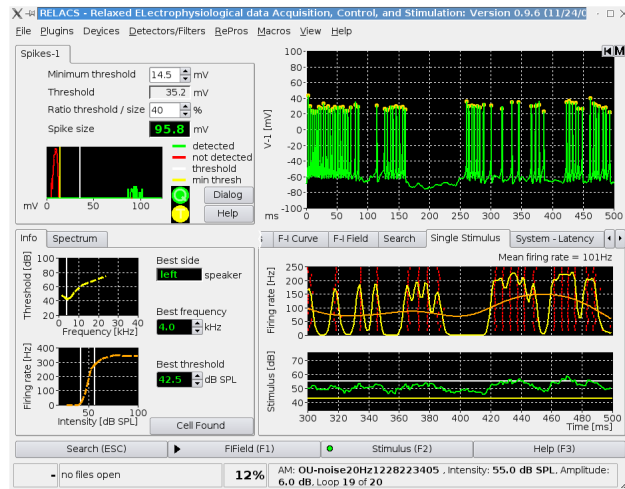 RELACS - Relaxed ELectrophysiological data Acquisition, Control, and Stimulation: Version 0.9.6 (11/24/
File Plugins Devices Detectors/Filters RePros Macros View Help
Spikes-1
Minimum threshold 14.5 mV
Threshold 35.2 mV
Ratio threshold / size 40 %
Spike size 95.8 mV
detected
not detected
threshold
min thresh
Dialog
Help
mV 0 50 100
V-1 [mV]
100
80
60
40
20
0
-20
-40
-60
-80
-100
ms 0 50 100 150 200 250 300 350 400 450 500
Info Spectrum
Threshold [dB]
100
80
60
40
20
0 10 20 30 40
Frequency [kHz]
Best side
left speaker
Best frequency
4.0 kHz
Best threshold
42.5 dB SPL
Firing rate [Hz]
400
300
200
100
0
50 100
Intensity [dB SPL]
Cell Found
s F-I Curve F-I Field Search Single Stimulus System - Latency
Mean firing rate = 101Hz
Firing rate [Hz]
250
200
150
100
50
0
Stimulus [dB]
70
60
50
40
300 320 340 360 380 400 420 440 460 480 500
Time [ms]
Search (ESC) FIField (F1) Stimulus (F2) Help (F3)
- no files open 12% AM: OU-noise20Hz1228223405 , Intensity: 55.0 dB SPL, Amplitude:
6.0 dB, Loop 19 of 20